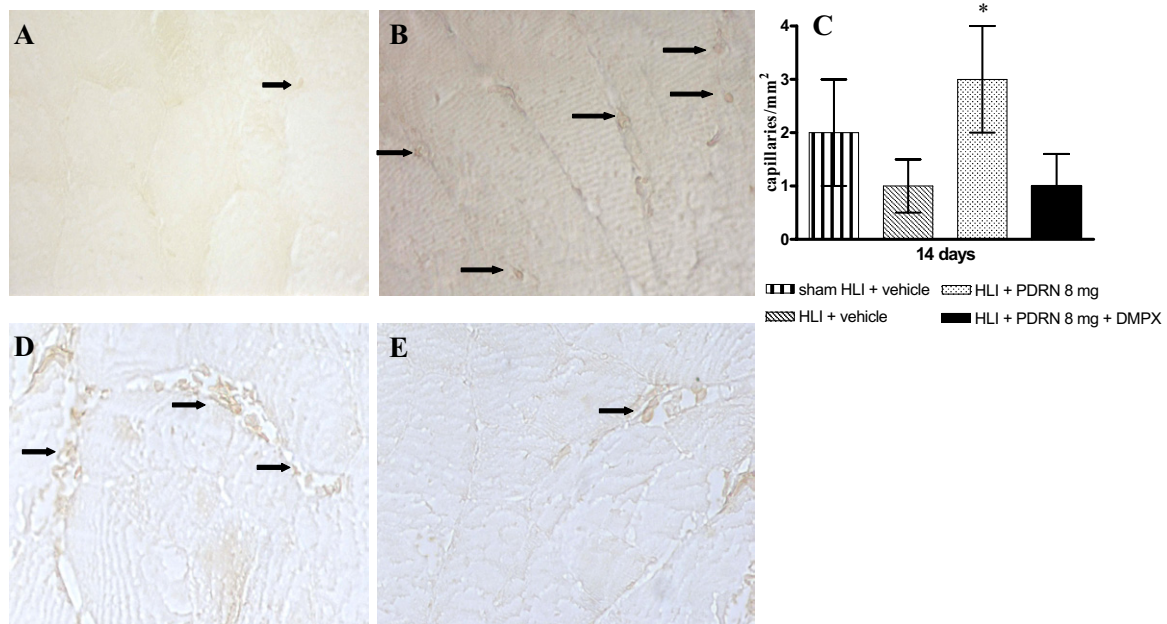 A
B
C
*
capillaries/mm²
4
3
2
1
0
14 days
sham HLI + vehicle
HLI + PDRN 8 mg
HLI + vehicle
HLI + PDRN 8 mg + DMPX
D
E